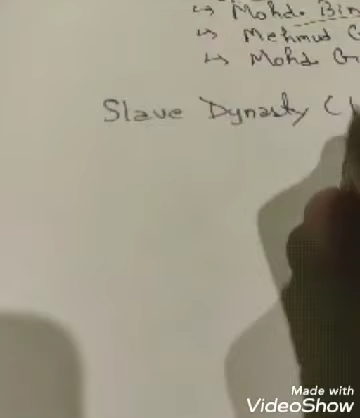 ↳ Mohd. Bin
↳ Mehmud G
↳ Mohd G
Slave Dynasty (
Made with
VideoShow